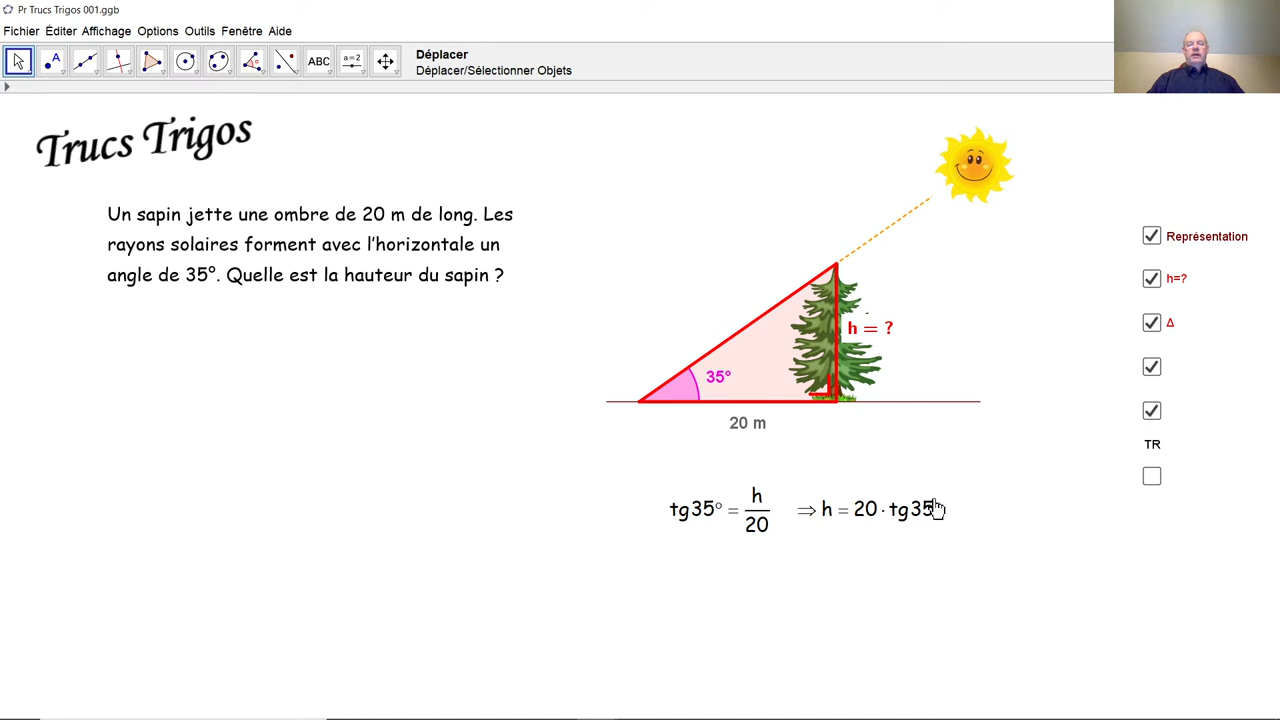 Pr Trucs Trigos 001.ggb
Fichier Éditer Affichage Options Outils Fenêtre Aide
A
ABC
a=2
Déplacer
Déplacer/Sélectionner Objets
Trucs Trigos
Un sapin jette une ombre de 20 m de long. Les
rayons solaires forment avec l'horizontale un
angle de 35°. Quelle est la hauteur du sapin ?
Représentation
h=?
Δ
TR
h = ?
35°
20 m
tg35° = h/20 ⇒ h = 20 · tg35